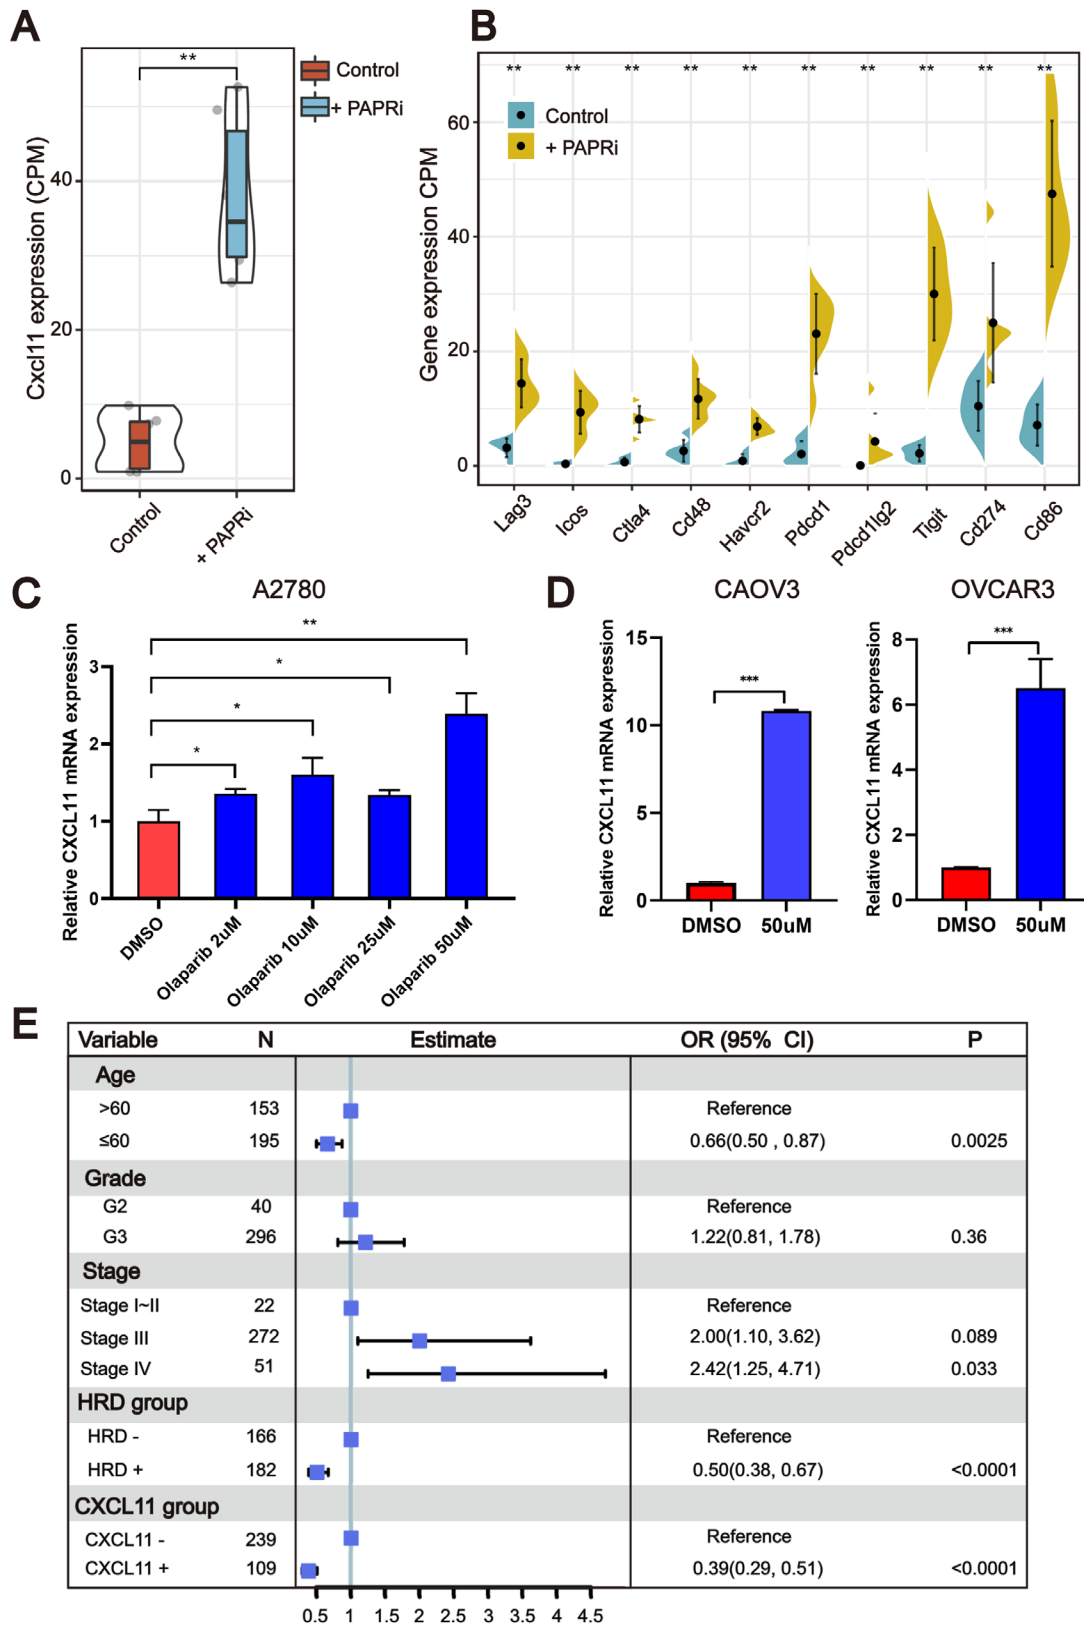 A
**
Control
+ PAPRi
Cxcl11 expression (CPM)
40
20
0
Control
+ PAPRi
B
** ** ** ** ** ** ** ** ** **
Control
+ PAPRi
Gene expression CPM
60
40
20
0
Lag3 Icos Ctla4 Cd48 Havcr2 Pdcd1 Pdcd1lg2 Tigit Cd274 Cd86
C
A2780
Relative CXCL11 mRNA expression
3
2
1
0
**
*
*
*
DMSO
Olaparib 2uM
Olaparib 10uM
Olaparib 25uM
Olaparib 50uM
D
CAOV3
Relative CXCL11 mRNA expression
15
10
5
0
***
DMSO 50uM
OVCAR3
Relative CXCL11 mRNA expression
8
6
4
2
0
***
DMSO 50uM
E
Variable N Estimate OR (95% CI) P
Age
>60 153 Reference
≤60 195 0.66(0.50 , 0.87) 0.0025
Grade
G2 40 Reference
G3 296 1.22(0.81, 1.78) 0.36
Stage
Stage I~II 22 Reference
Stage III 272 2.00(1.10, 3.62) 0.089
Stage IV 51 2.42(1.25, 4.71) 0.033
HRD group
HRD - 166 Reference
HRD + 182 0.50(0.38, 0.67) <0.0001
CXCL11 group
CXCL11 - 239 Reference
CXCL11 + 109 0.39(0.29, 0.51) <0.0001
0.5 1 1.5 2 2.5 3 3.5 4 4.5